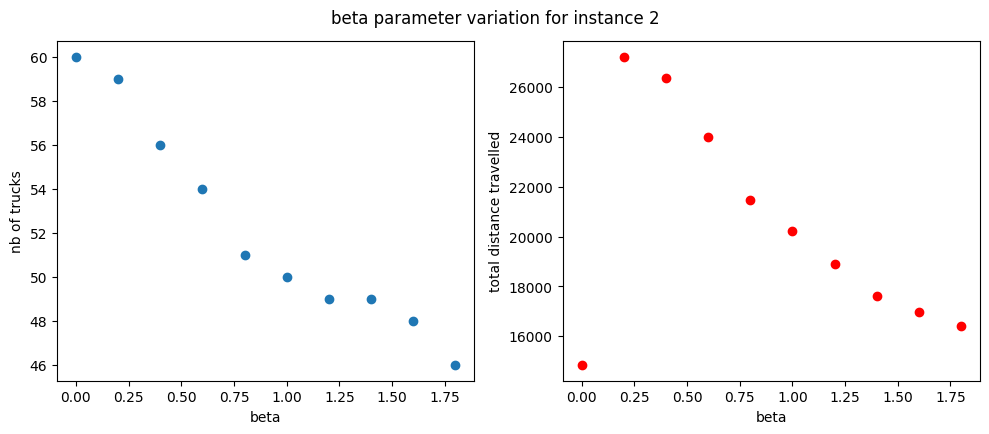 beta parameter variation for instance 2
nb of trucks
60
58
56
54
52
50
48
46
0.00 0.25 0.50 0.75 1.00 1.25 1.50 1.75
beta
total distance travelled
26000
24000
22000
20000
18000
16000
0.00 0.25 0.50 0.75 1.00 1.25 1.50 1.75
beta